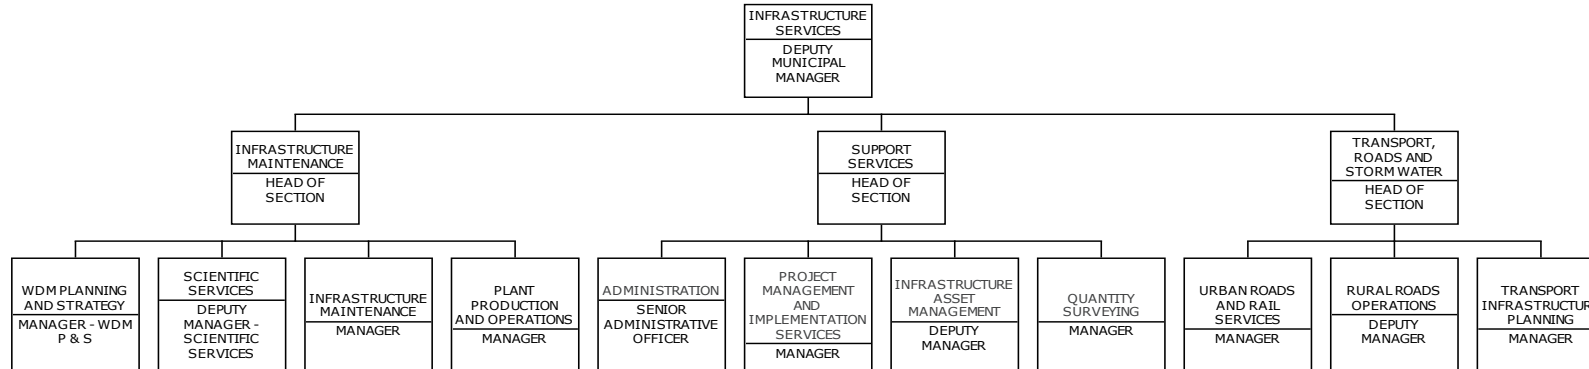 INFRASTRUCTURE
SERVICES
DEPUTY
MUNICIPAL
MANAGER
INFRASTRUCTURE
MAINTENANCE
HEAD OF
SECTION
SUPPORT
SERVICES
HEAD OF
SECTION
TRANSPORT,
ROADS AND
STORM WATER
HEAD OF
SECTION
WDM PLANNING
AND STRATEGY
MANAGER - WDM
P & S
SCIENTIFIC
SERVICES
DEPUTY
MANAGER -
SCIENTIFIC
SERVICES
INFRASTRUCTURE
MAINTENANCE
MANAGER
PLANT
PRODUCTION
AND OPERATIONS
MANAGER
ADMINISTRATION
SENIOR
ADMINISTRATIVE
OFFICER
PROJECT
MANAGEMENT
AND
IMPLEMENTATION
SERVICES
MANAGER
INFRASTRUCTURE
ASSET
MANAGEMENT
DEPUTY
MANAGER
QUANTITY
SURVEYING
MANAGER
URBAN ROADS
AND RAIL
SERVICES
MANAGER
RURAL ROADS
OPERATIONS
DEPUTY
MANAGER
TRANSPORT
INFRASTRUCTURE
PLANNING
MANAGER